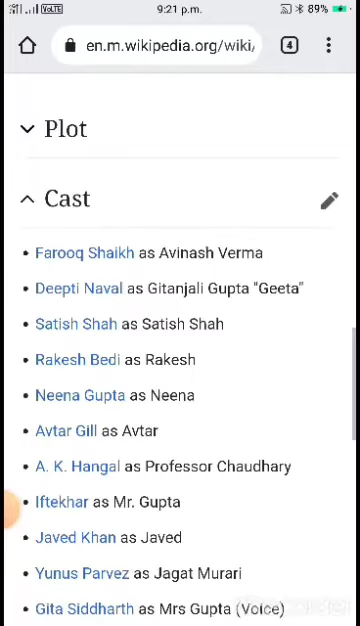 VoLTE 9:21 p.m. 89%
en.m.wikipedia.org/wiki/ 4
Plot
Cast
Farooq Shaikh as Avinash Verma
Deepti Naval as Gitanjali Gupta "Geeta"
Satish Shah as Satish Shah
Rakesh Bedi as Rakesh
Neena Gupta as Neena
Avtar Gill as Avtar
A. K. Hangal as Professor Chaudhary
Iftekhar as Mr. Gupta
Javed Khan as Javed
Yunus Parvez as Jagat Murari
Gita Siddharth as Mrs Gupta (Voice)